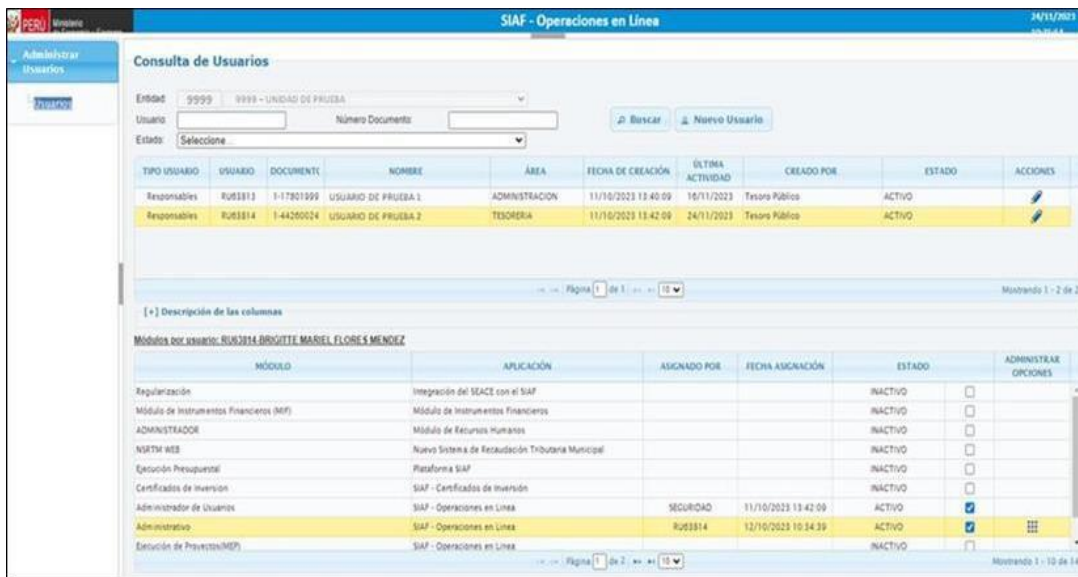 PERÚ Ministerio de Economía y Finanzas
SIAF - Operaciones en Línea
24/11/2023
Administrar Usuarios
Usuarios
Consulta de Usuarios
Entidad 9999 9999 - UNIDAD DE PRUEBA
Usuario Número Documento: Buscar Nuevo Usuario
Estado: Seleccione...
TIPO USUARIO USUARIO DOCUMENTO NOMBRE ÁREA FECHA DE CREACIÓN ÚLTIMA ACTIVIDAD CREADO POR ESTADO ACCIONES
Responsables RU63813 1-17801999 USUARIO DE PRUEBA 1 ADMINISTRACION 11/10/2023 13:40:09 16/11/2023 Tesoro Público ACTIVO
Responsables RU63814 1-44260024 USUARIO DE PRUEBA 2 TESORERIA 11/10/2023 13:42:09 24/11/2023 Tesoro Público ACTIVO
Página 1 de 1 10 Mostrando 1 - 2 de 2
[+] Descripción de las columnas
Módulos por usuario: RU63814-BRIGITTE MARIEL FLORES MENDEZ
MÓDULO APLICACIÓN ASIGNADO POR FECHA ASIGNACIÓN ESTADO ADMINISTRAR OPCIONES
Regularización Integración del SEACE con el SIAF INACTIVO
Módulo de Instrumentos Financieros (MIF) Módulo de Instrumentos Financieros INACTIVO
ADMINISTRADOR Módulo de Recursos Humanos INACTIVO
NSRTM WEB Nuevo Sistema de Recaudación Tributaria Municipal INACTIVO
Ejecución Presupuestal Plataforma SIAF INACTIVO
Certificados de Inversion SIAF - Certificados de Inversión INACTIVO
Administrador de Usuarios SIAF - Operaciones en Linea SEGURIDAD 11/10/2023 13:42:09 ACTIVO
Administrativo SIAF - Operaciones en Linea RU63814 12/10/2023 10:34:39 ACTIVO
Ejecución de Proyectos(MEP) SIAF - Operaciones en Linea INACTIVO
Página 1 de 2 10 Mostrando 1 - 10 de 14